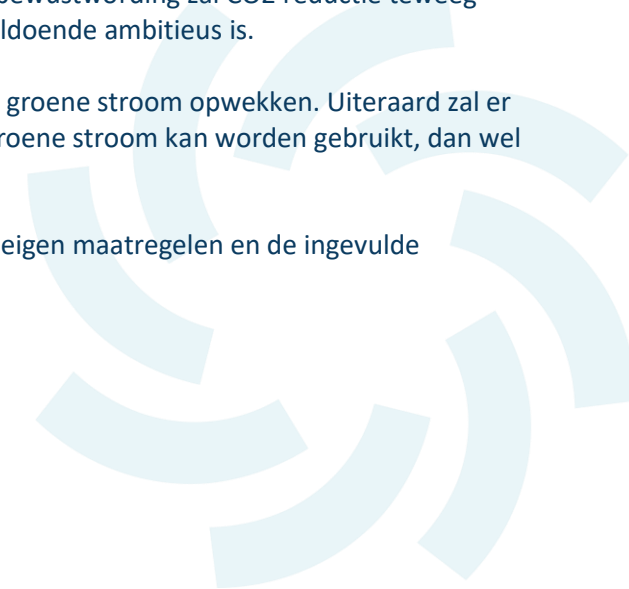 bewustwording zal CO2-reductie teweeg
ldoende ambitieus is.
groene stroom opwekken. Uiteraard zal er
roene stroom kan worden gebruikt, dan wel
eigen maatregelen en de ingevulde